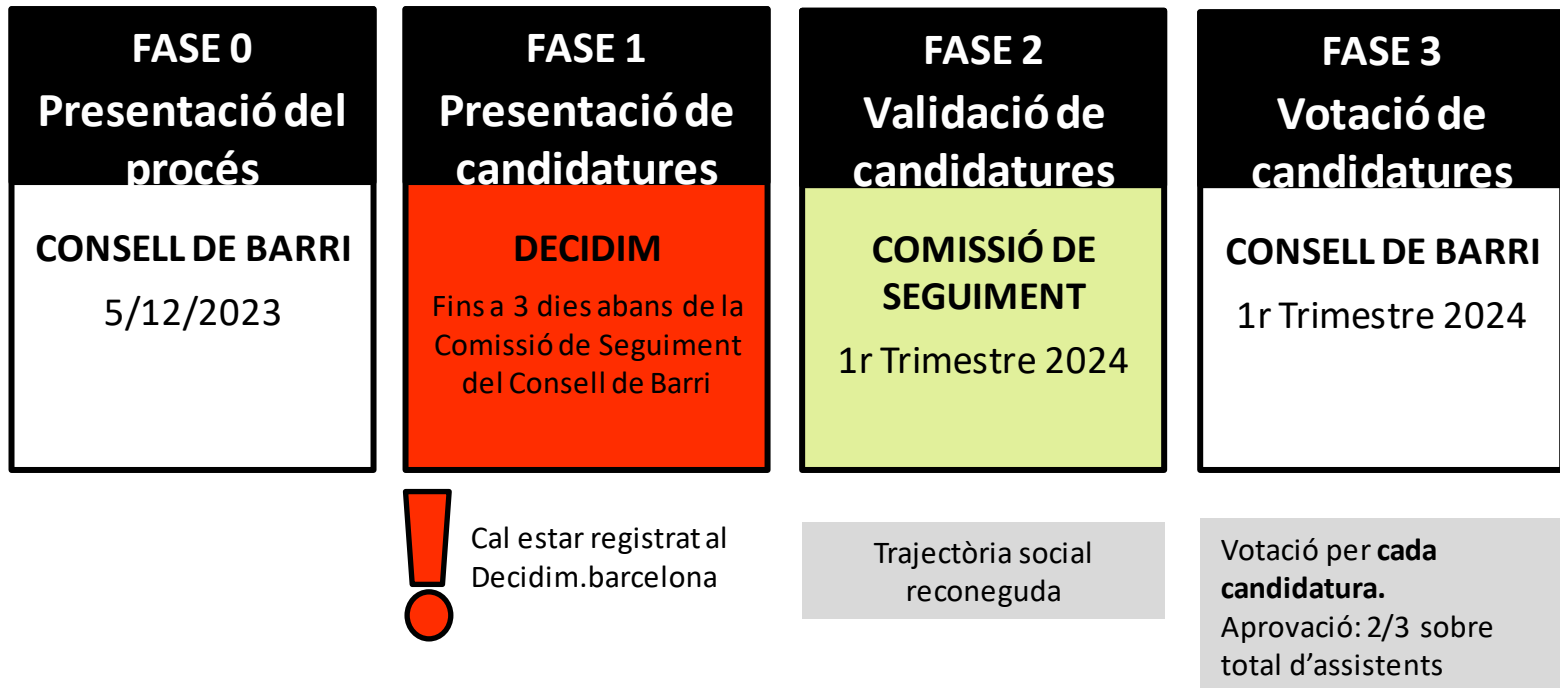 FASE 0
Presentació del
procés
CONSELL DE BARRI
5/12/2023
FASE 1
Presentació de
candidatures
DECIDIM
Fins a 3 dies abans de la
Comissió de Seguiment
del Consell de Barri
Cal estar registrat al
Decidim.barcelona
FASE 2
Validació de
candidatures
COMISSIÓ DE
SEGUIMENT
1r Trimestre 2024
Trajectòria social
reconeguda
FASE 3
Votació de
candidatures
CONSELL DE BARRI
1r Trimestre 2024
Votació per cada
candidatura.
Aprovació: 2/3 sobre
total d’assistents